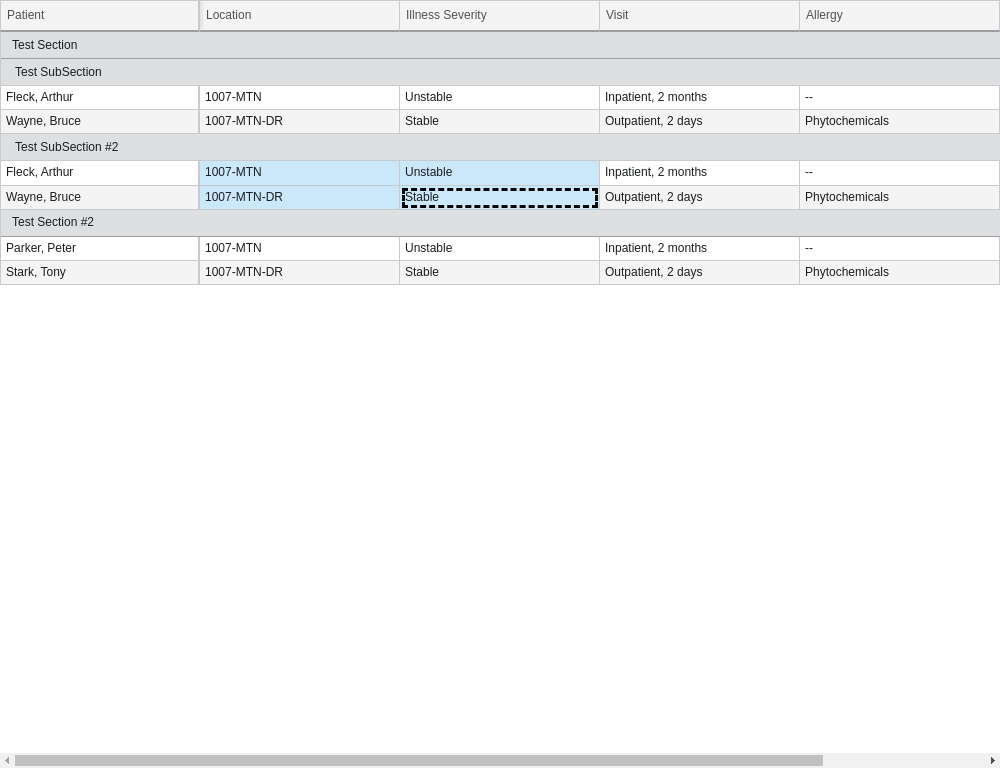 Patient Location Illness Severity Visit Allergy
Test Section
Test SubSection
Fleck, Arthur 1007-MTN Unstable Inpatient, 2 months --
Wayne, Bruce 1007-MTN-DR Stable Outpatient, 2 days Phytochemicals
Test SubSection #2
Fleck, Arthur 1007-MTN Unstable Inpatient, 2 months --
Wayne, Bruce 1007-MTN-DR Stable Outpatient, 2 days Phytochemicals
Test Section #2
Parker, Peter 1007-MTN Unstable Inpatient, 2 months --
Stark, Tony 1007-MTN-DR Stable Outpatient, 2 days Phytochemicals